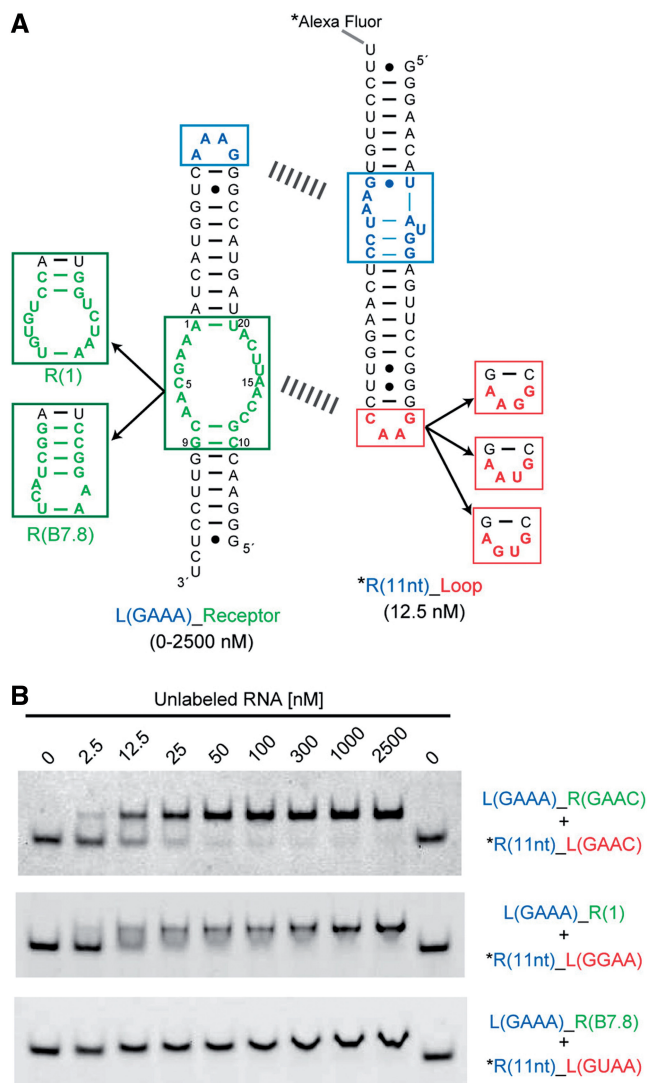 A
*Alexa Fluor
U
U G 5´
C G
C G
U A
U A
G C
U A
G U
A
A
U A U
C G
C G
U A
C G
A U
A U
G C
G C
U G
U G
C G
C G
A A
A A
A G
C G
U G
G C
G C
U A
A U
C G
U A
A U
1 20
5 15
9 10
G C
U A
U A
C G
C G
U G 5´
C
U
3´
A U
C G
C G
U U
G C
U U
G A
U A
R(1)
A U
G C
G C
C G
U G
A
C A
U A
R(B7.8)
G C
A G
A G
G C
A G
A U
G C
A G
G U
L(GAAA)_Receptor
(0-2500 nM)
*R(11nt)_Loop
(12.5 nM)
B
Unlabeled RNA [nM]
0 2.5 12.5 25 50 100 300 1000 2500 0
L(GAAA)_R(GAAC)
+
*R(11nt)_L(GAAC)
L(GAAA)_R(1)
+
*R(11nt)_L(GGAA)
L(GAAA)_R(B7.8)
+
*R(11nt)_L(GUAA)